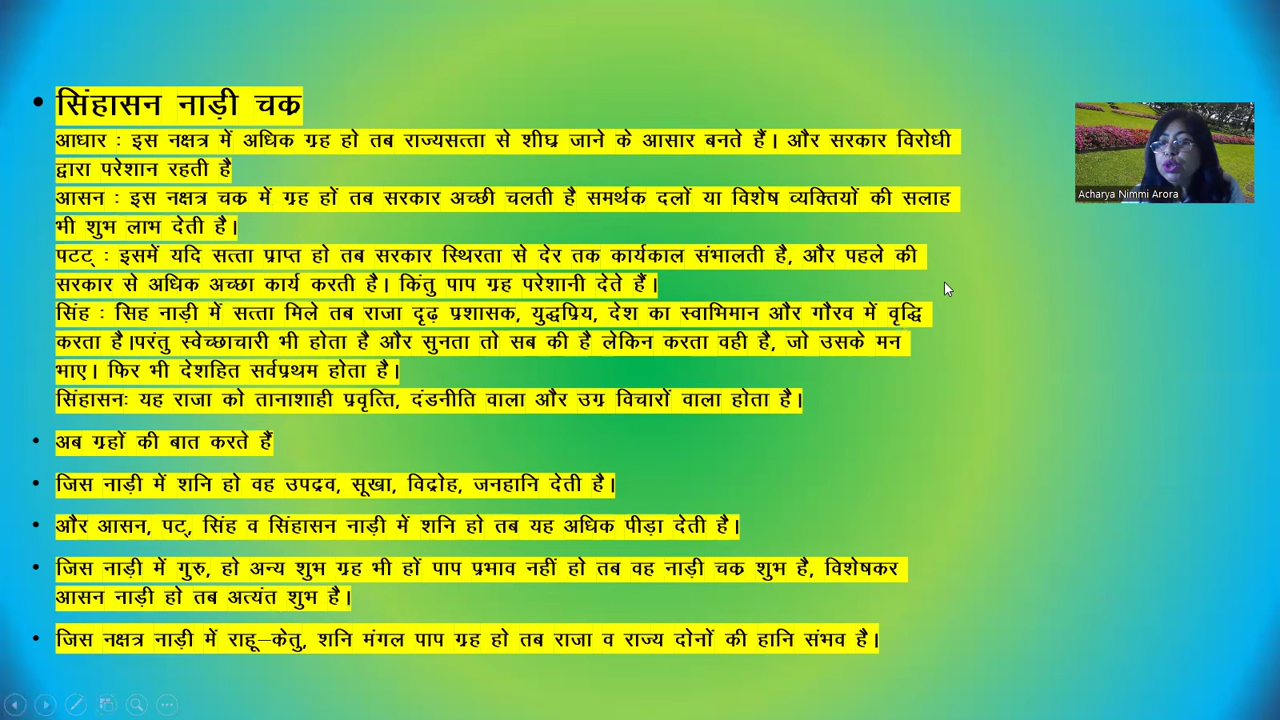 • सिंहासन नाड़ी चक्र
आधार : इस नक्षत्र में अधिक ग्रह हो तब राज्यसत्ता से शीघ्र जाने के आसार बनते हैं। और सरकार विरोधी
द्वारा परेशान रहती है
आसन : इस नक्षत्र चक्र में ग्रह हों तब सरकार अच्छी चलती है समर्थक दलों या विशेष व्यक्तियों की सलाह
भी शुभ लाभ देती है।
पटट् : इसमें यदि सत्ता प्राप्त हो तब सरकार स्थिरता से देर तक कार्यकाल संभालती है, और पहले की
सरकार से अधिक अच्छा कार्य करती है। किंतु पाप ग्रह परेशानी देते हैं।
सिंह : सिंह नाड़ी में सत्ता मिले तब राजा दृढ़ प्रशासक, युद्धप्रिय, देश का स्वाभिमान और गौरव में वृद्धि
करता है।परंतु स्वेच्छाचारी भी होता है और सुनता तो सब की है लेकिन करता वही है, जो उसके मन
भाए। फिर भी देशहित सर्वप्रथम होता है।
सिंहासनः यह राजा को तानाशाही प्रवृत्ति, दंडनीति वाला और उग्र विचारों वाला होता है।
• अब ग्रहों की बात करते हैं
• जिस नाड़ी में शनि हो वह उपद्रव, सूखा, विद्रोह, जनहानि देती है।
• और आसन, पट्, सिंह व सिंहासन नाड़ी में शनि हो तब यह अधिक पीड़ा देती है।
• जिस नाड़ी में गुरु, हो अन्य शुभ ग्रह भी हों पाप प्रभाव नहीं हो तब वह नाड़ी चक्र शुभ है, विशेषकर
आसन नाड़ी हो तब अत्यंत शुभ है।
• जिस नक्षत्र नाड़ी में राहू–केतु, शनि मंगल पाप ग्रह हो तब राजा व राज्य दोनों की हानि संभव है।
Acharya Nimmi Arora